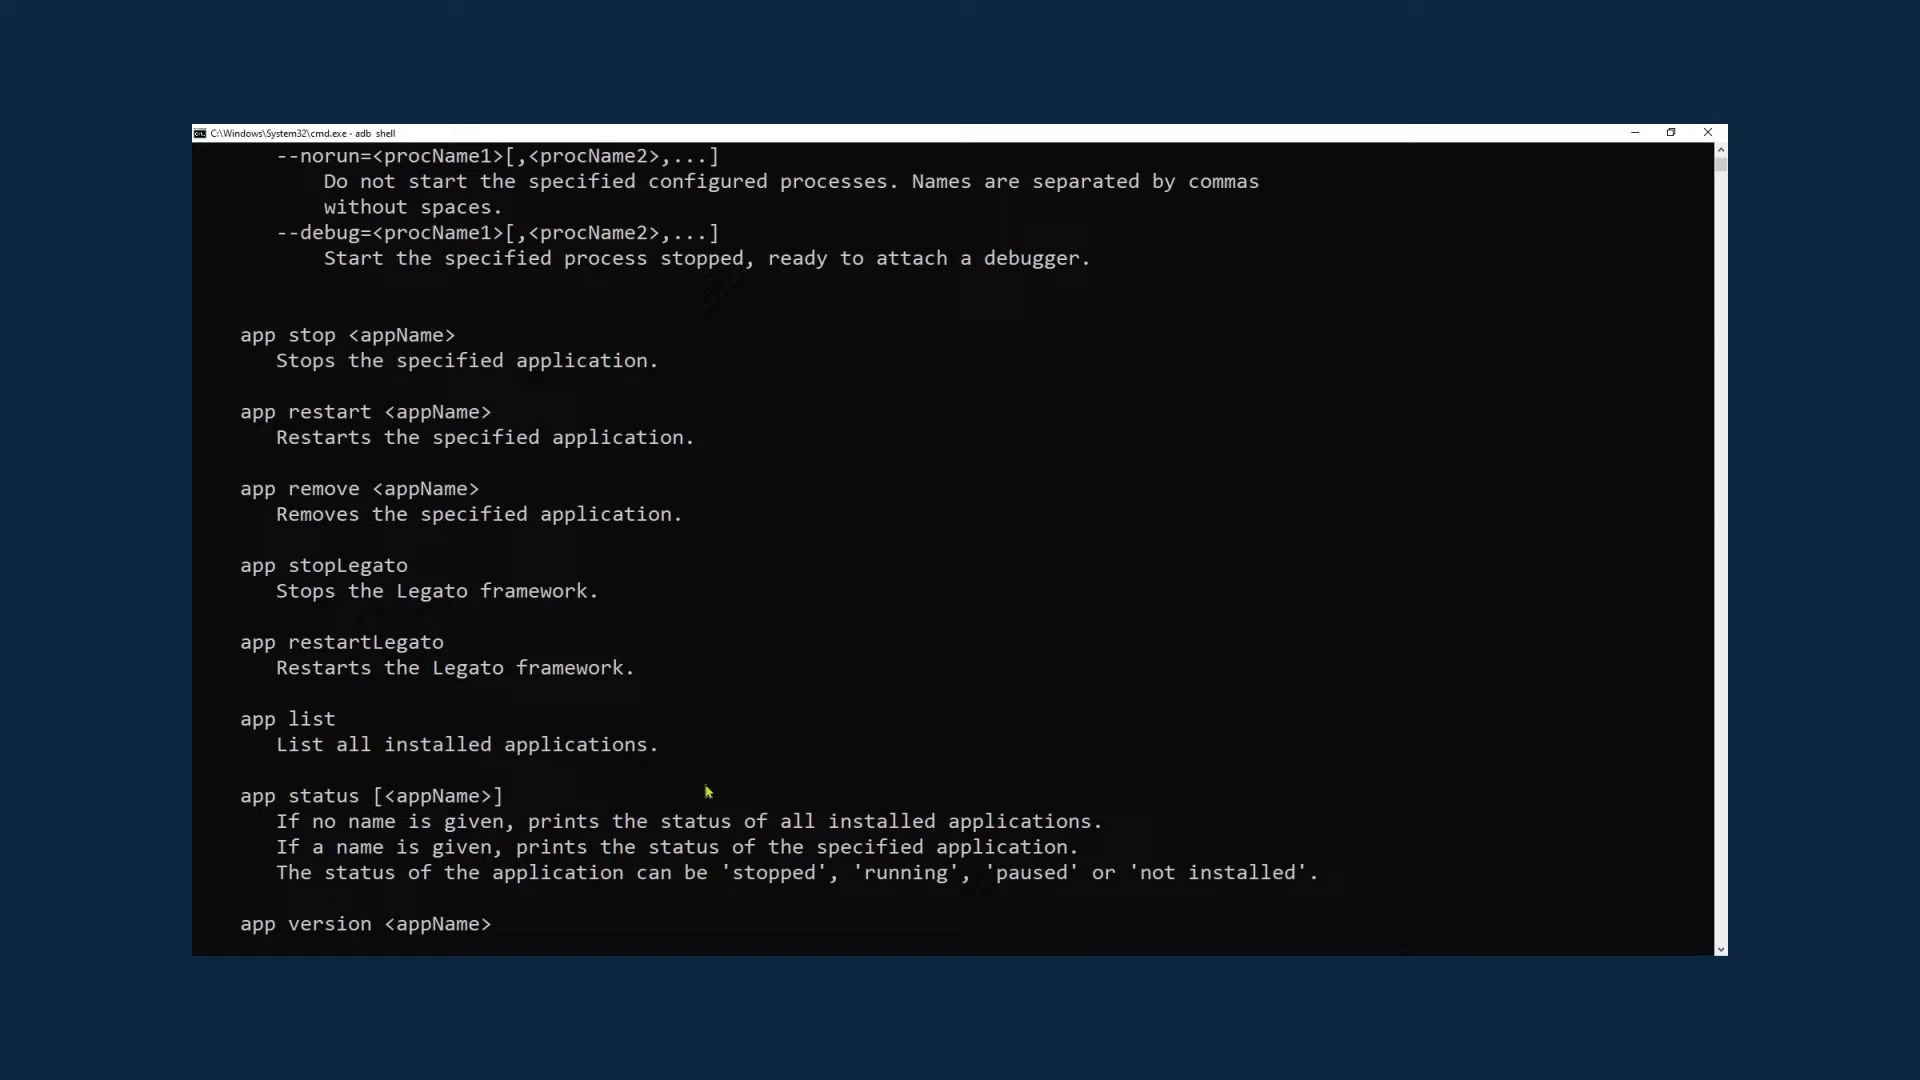 C:\Windows\System32\cmd.exe - adb shell
--norun=<procName1>[,<procName2>,...]
Do not start the specified configured processes. Names are separated by commas
without spaces.
--debug=<procName1>[,<procName2>,...]
Start the specified process stopped, ready to attach a debugger.
app stop <appName>
Stops the specified application.
app restart <appName>
Restarts the specified application.
app remove <appName>
Removes the specified application.
app stopLegato
Stops the Legato framework.
app restartLegato
Restarts the Legato framework.
app list
List all installed applications.
app status [<appName>]
If no name is given, prints the status of all installed applications.
If a name is given, prints the status of the specified application.
The status of the application can be 'stopped', 'running', 'paused' or 'not installed'.
app version <appName>